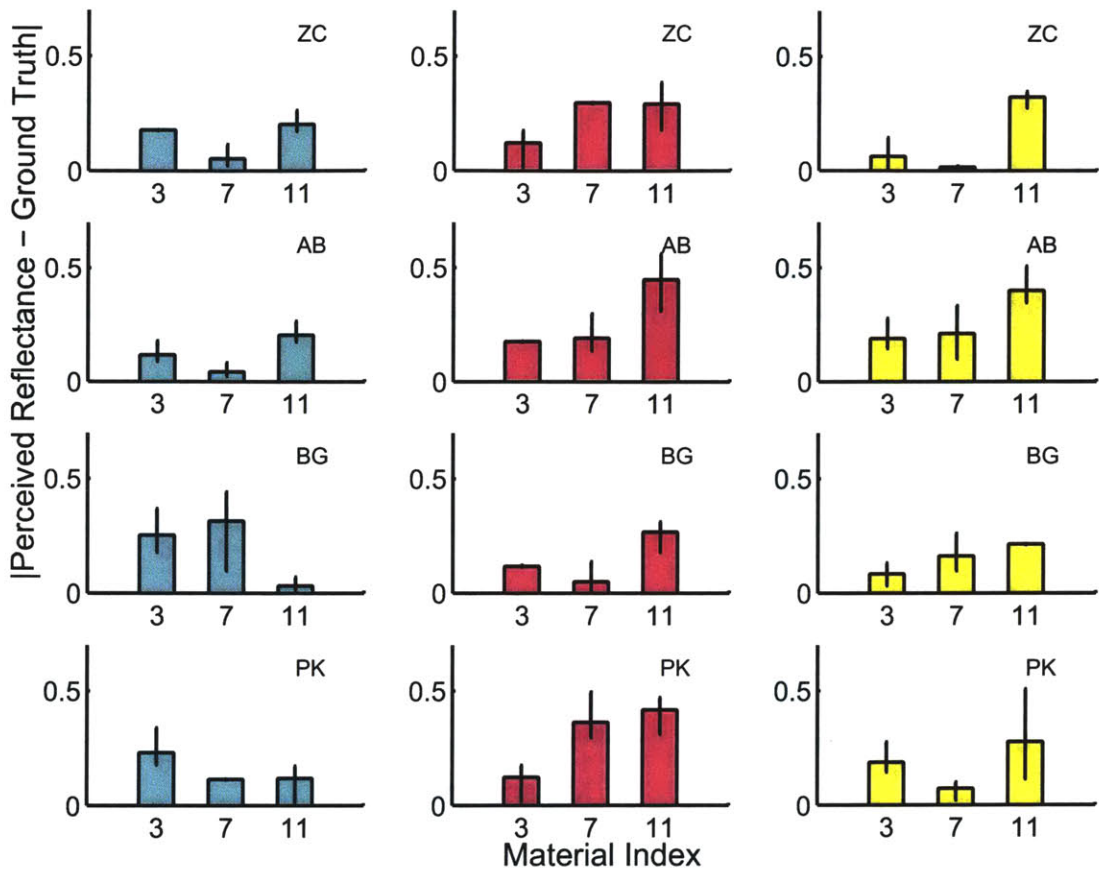 |Perceived Reflectance – Ground Truth|
ZC ZC ZC
0.5 0.5 0.5
0 0 0
3 7 11 3 7 11 3 7 11
AB AB AB
0.5 0.5 0.5
0 0 0
3 7 11 3 7 11 3 7 11
BG BG BG
0.5 0.5 0.5
0 0 0
3 7 11 3 7 11 3 7 11
PK PK PK
0.5 0.5 0.5
0 0 0
3 7 11 3 7 11 3 7 11
Material Index